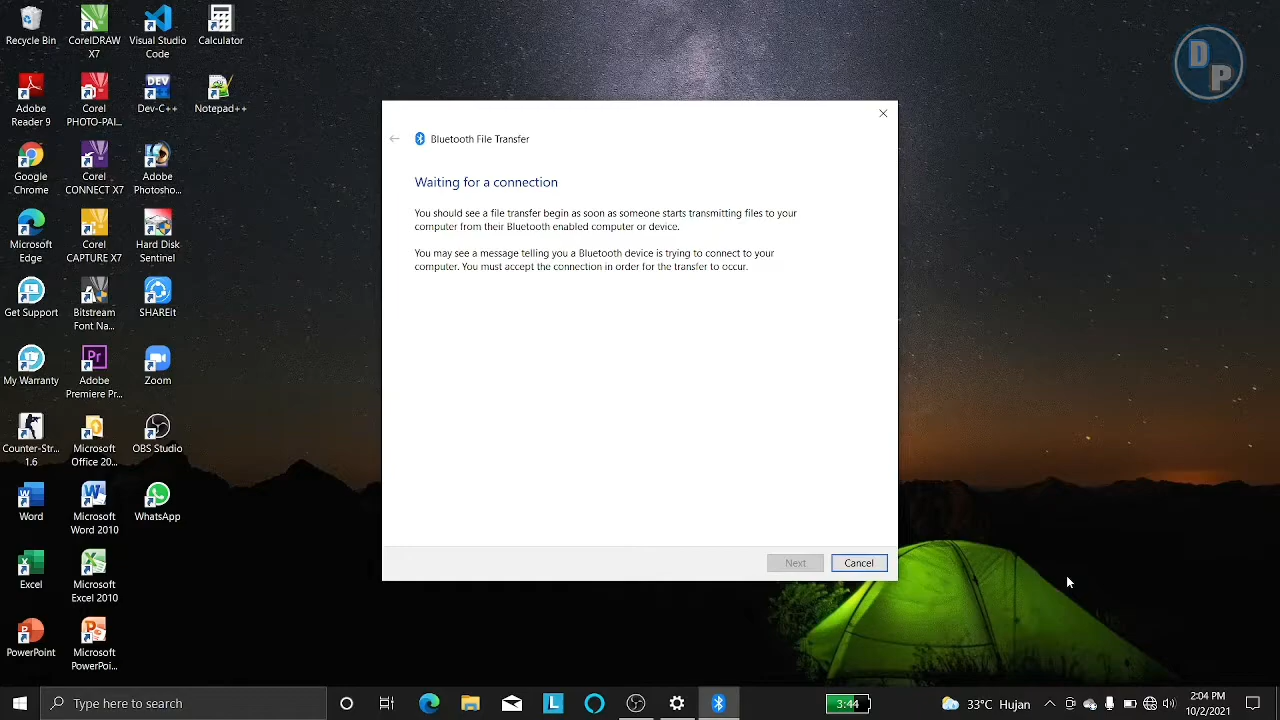 Recycle Bin
CorelDRAW
X7
Visual Studio
Code
Calculator
Adobe
Reader 9
Corel
PHOTO-PAI...
DEV
Dev-C++
Notepad++
Google
Chrome
Corel
CONNECT X7
Adobe
Photosho...
Microsoft
Edge
Corel
CAPTURE X7
Hard Disk
Sentinel
Get Support
Bitstream
Font Na...
SHAREit
My Warranty
Adobe
Premiere Pr...
Zoom
Counter-Str...
1.6
Microsoft
Office 20...
OBS Studio
Word
Microsoft
Word 2010
WhatsApp
Excel
Microsoft
Excel 2010
PowerPoint
Microsoft
PowerPoi...
DP
Bluetooth File Transfer
Waiting for a connection
You should see a file transfer begin as soon as someone starts transmitting files to your
computer from their Bluetooth enabled computer or device.
You may see a message telling you a Bluetooth device is trying to connect to your
computer. You must accept the connection in order for the transfer to occur.
Next
Cancel
Type here to search
L
3:44
33°C Hujan
2:04 PM
10/2/2021